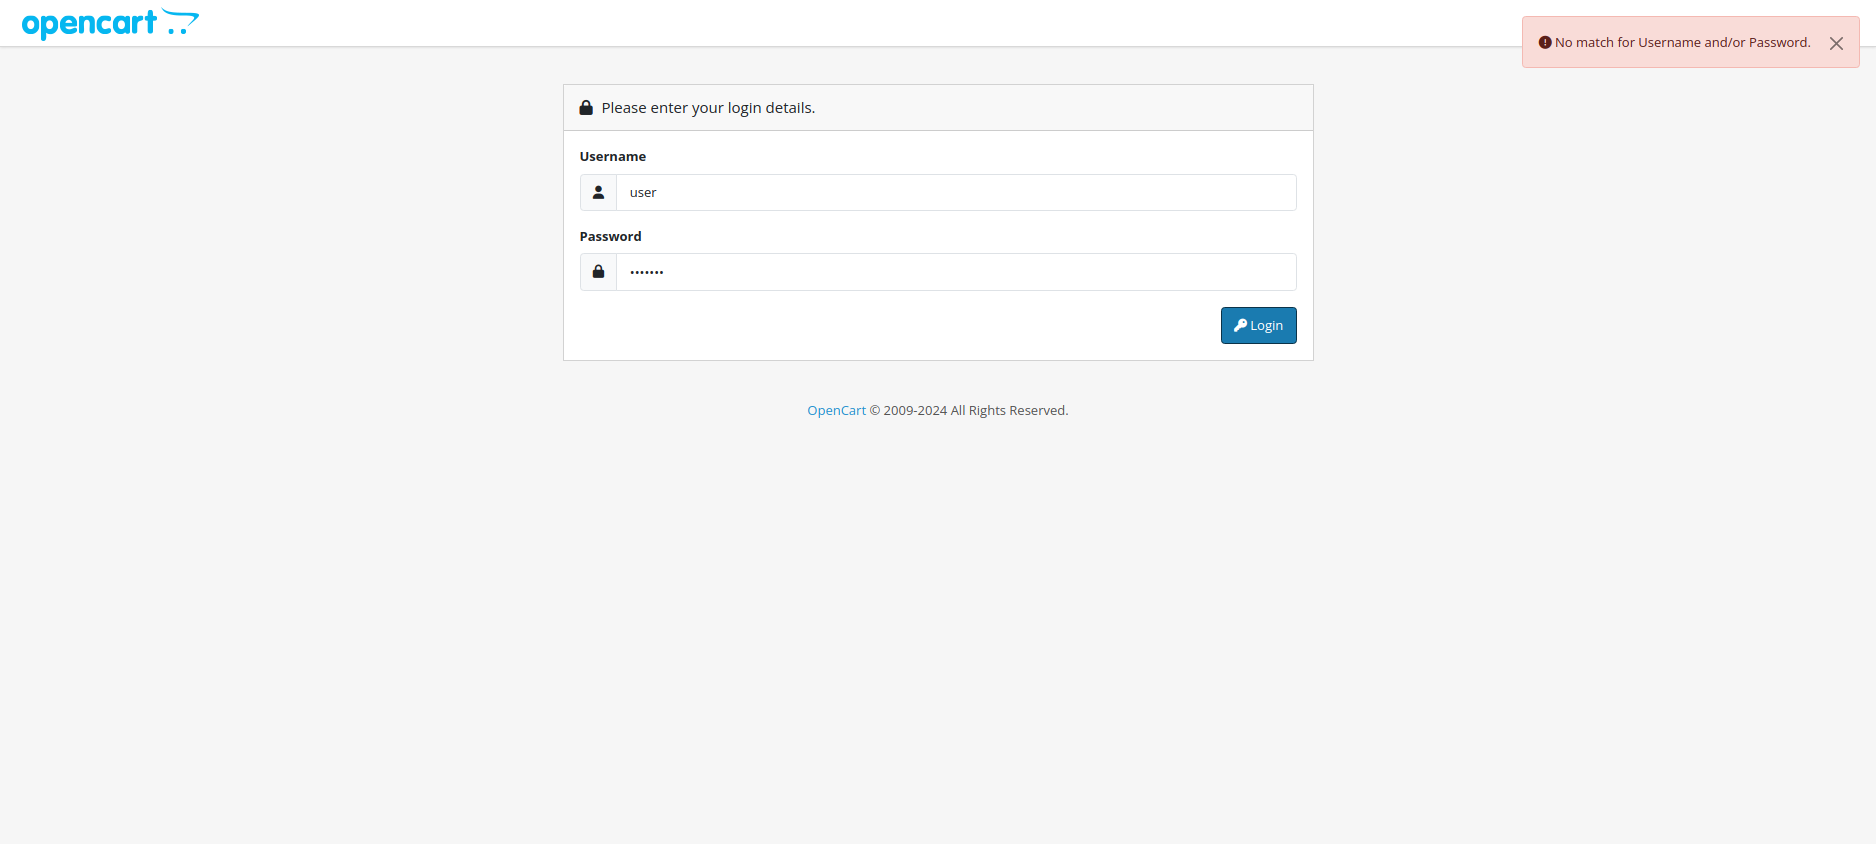 opencart
No match for Username and/or Password.
Please enter your login details.
Username
user
Password
•••••••
Login
OpenCart © 2009-2024 All Rights Reserved.